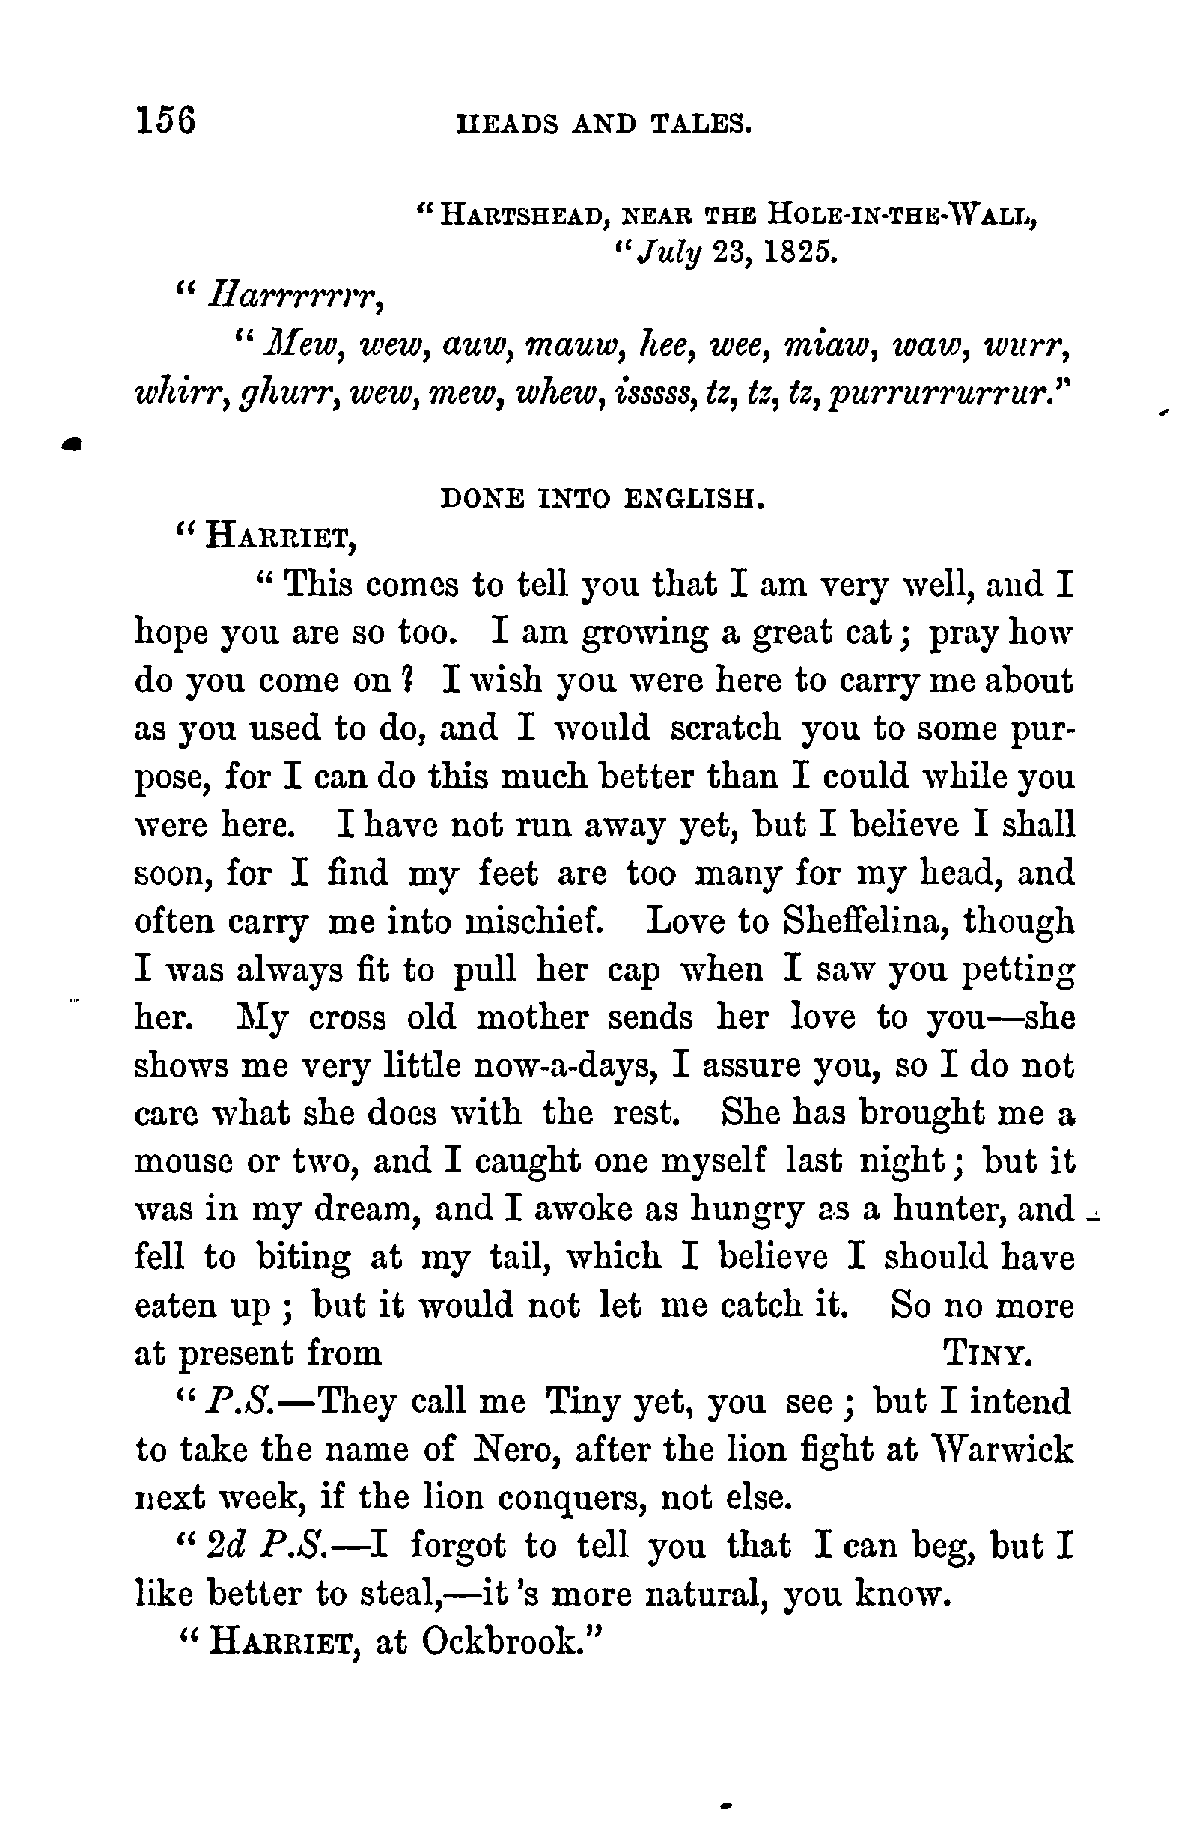 156 HEADS AND TALES.
"HARTSHEAD, NEAR THE HOLE-IN-THE-WALL,
"July 23, 1825.
" Harrrrrrr,
" Mew, wew, auw, mauw, hee, wee, miaw, waw, wurr,
whirr, ghurr, wew, mew, whew, isssss, tz, tz, tz, purrurrurrur."
DONE INTO ENGLISH.
" HARRIET,
" This comes to tell you that I am very well, and I
hope you are so too. I am growing a great cat; pray how
do you come on? I wish you were here to carry me about
as you used to do, and I would scratch you to some pur-
pose, for I can do this much better than I could while you
were here. I have not run away yet, but I believe I shall
soon, for I find my feet are too many for my head, and
often carry me into mischief. Love to Sheffelina, though
I was always fit to pull her cap when I saw you petting
her. My cross old mother sends her love to you—she
shows me very little now-a-days, I assure you, so I do not
care what she does with the rest. She has brought me a
mouse or two, and I caught one myself last night; but it
was in my dream, and I awoke as hungry as a hunter, and
fell to biting at my tail, which I believe I should have
eaten up ; but it would not let me catch it. So no more
at present from TINY.
" P.S.—They call me Tiny yet, you see ; but I intend
to take the name of Nero, after the lion fight at Warwick
next week, if the lion conquers, not else.
" 2d P.S.—I forgot to tell you that I can beg, but I
like better to steal,—it 's more natural, you know.
" HARRIET, at Ockbrook."